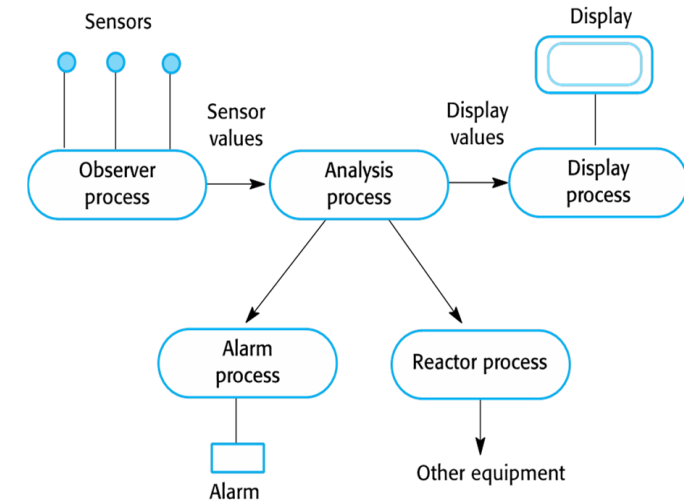 Sensors
Display
Sensor
values
Display
values
Observer
process
Analysis
process
Display
process
Alarm
process
Reactor process
Other equipment
Alarm